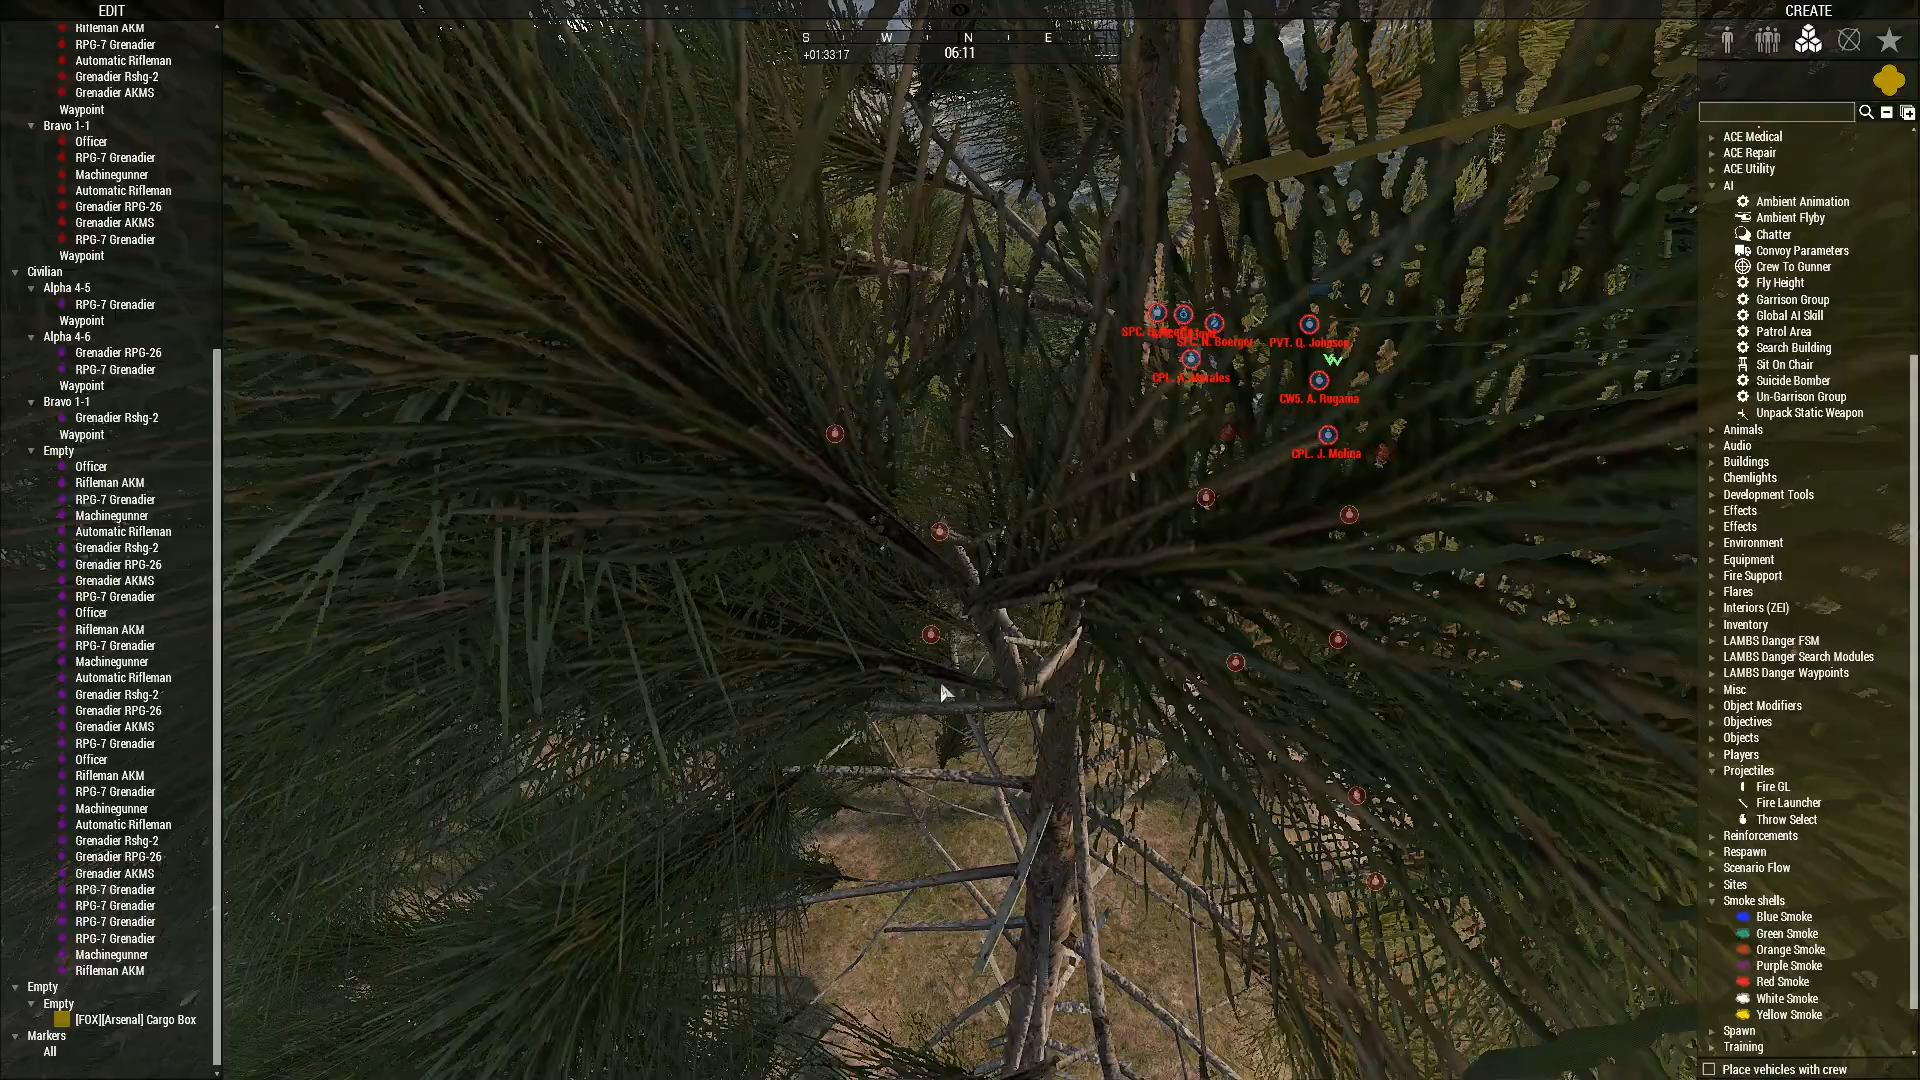 EDIT
Rifleman AKM
RPG-7 Grenadier
Automatic Rifleman
Grenadier Rshg-2
Grenadier AKMS
Waypoint
Bravo 1-1
Officer
RPG-7 Grenadier
Machinegunner
Automatic Rifleman
Grenadier RPG-26
Grenadier AKMS
RPG-7 Grenadier
Waypoint
Civilian
Alpha 4-5
RPG-7 Grenadier
Waypoint
Alpha 4-6
Grenadier RPG-26
RPG-7 Grenadier
Waypoint
Bravo 1-1
Grenadier Rshg-2
Waypoint
Empty
Officer
Rifleman AKM
RPG-7 Grenadier
Machinegunner
Automatic Rifleman
Grenadier Rshg-2
Grenadier RPG-26
Grenadier AKMS
RPG-7 Grenadier
Officer
Rifleman AKM
RPG-7 Grenadier
Machinegunner
Automatic Rifleman
Grenadier Rshg-2
Grenadier RPG-26
Grenadier AKMS
RPG-7 Grenadier
Officer
Rifleman AKM
RPG-7 Grenadier
Machinegunner
Automatic Rifleman
Grenadier Rshg-2
Grenadier RPG-26
Grenadier AKMS
RPG-7 Grenadier
RPG-7 Grenadier
RPG-7 Grenadier
RPG-7 Grenadier
Machinegunner
Rifleman AKM
Empty
Empty
[FOX][Arsenal] Cargo Box
Markers
All
S W N E
+01:33:17 06:11
SPC.
N. Boerger
PVT. Q. Johnson
CPL. A. Morales
CW5. A. Rugama
CPL. J. Molina
CREATE
ACE Medical
ACE Repair
ACE Utility
AI
Ambient Animation
Ambient Flyby
Chatter
Convoy Parameters
Crew To Gunner
Fly Height
Garrison Group
Global AI Skill
Patrol Area
Search Building
Sit On Chair
Suicide Bomber
Un-Garrison Group
Unpack Static Weapon
Animals
Audio
Buildings
Chemlights
Development Tools
Effects
Effects
Environment
Equipment
Fire Support
Flares
Interiors (ZEI)
Inventory
LAMBS Danger FSM
LAMBS Danger Search Modules
LAMBS Danger Waypoints
Misc
Object Modifiers
Objectives
Objects
Players
Projectiles
Fire GL
Fire Launcher
Throw Select
Reinforcements
Respawn
Scenario Flow
Sites
Smoke shells
Blue Smoke
Green Smoke
Orange Smoke
Purple Smoke
Red Smoke
White Smoke
Yellow Smoke
Spawn
Training
Place vehicles with crew